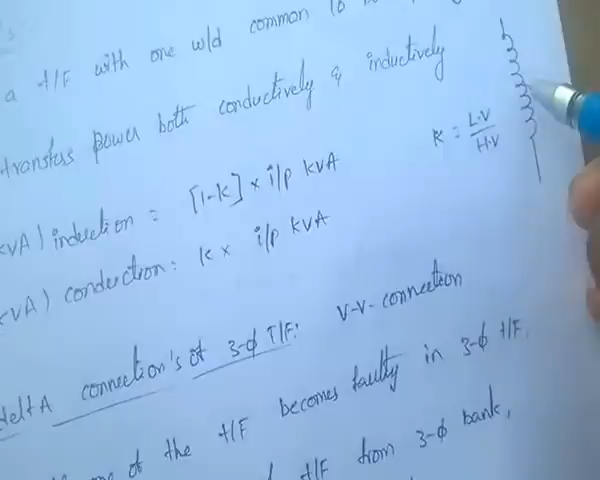 a t/F with one wld common to
transfers power both conductively & inductively
K = L.V / H.V
kVA) induction = [1-K] × i/p kVA
kVA) conduction: K × i/p kVA
delta connection's of 3-ϕ T/F: V-V-connection
of the t/F becomes faulty in 3-ϕ t/F,
t/F from 3-ϕ bank,